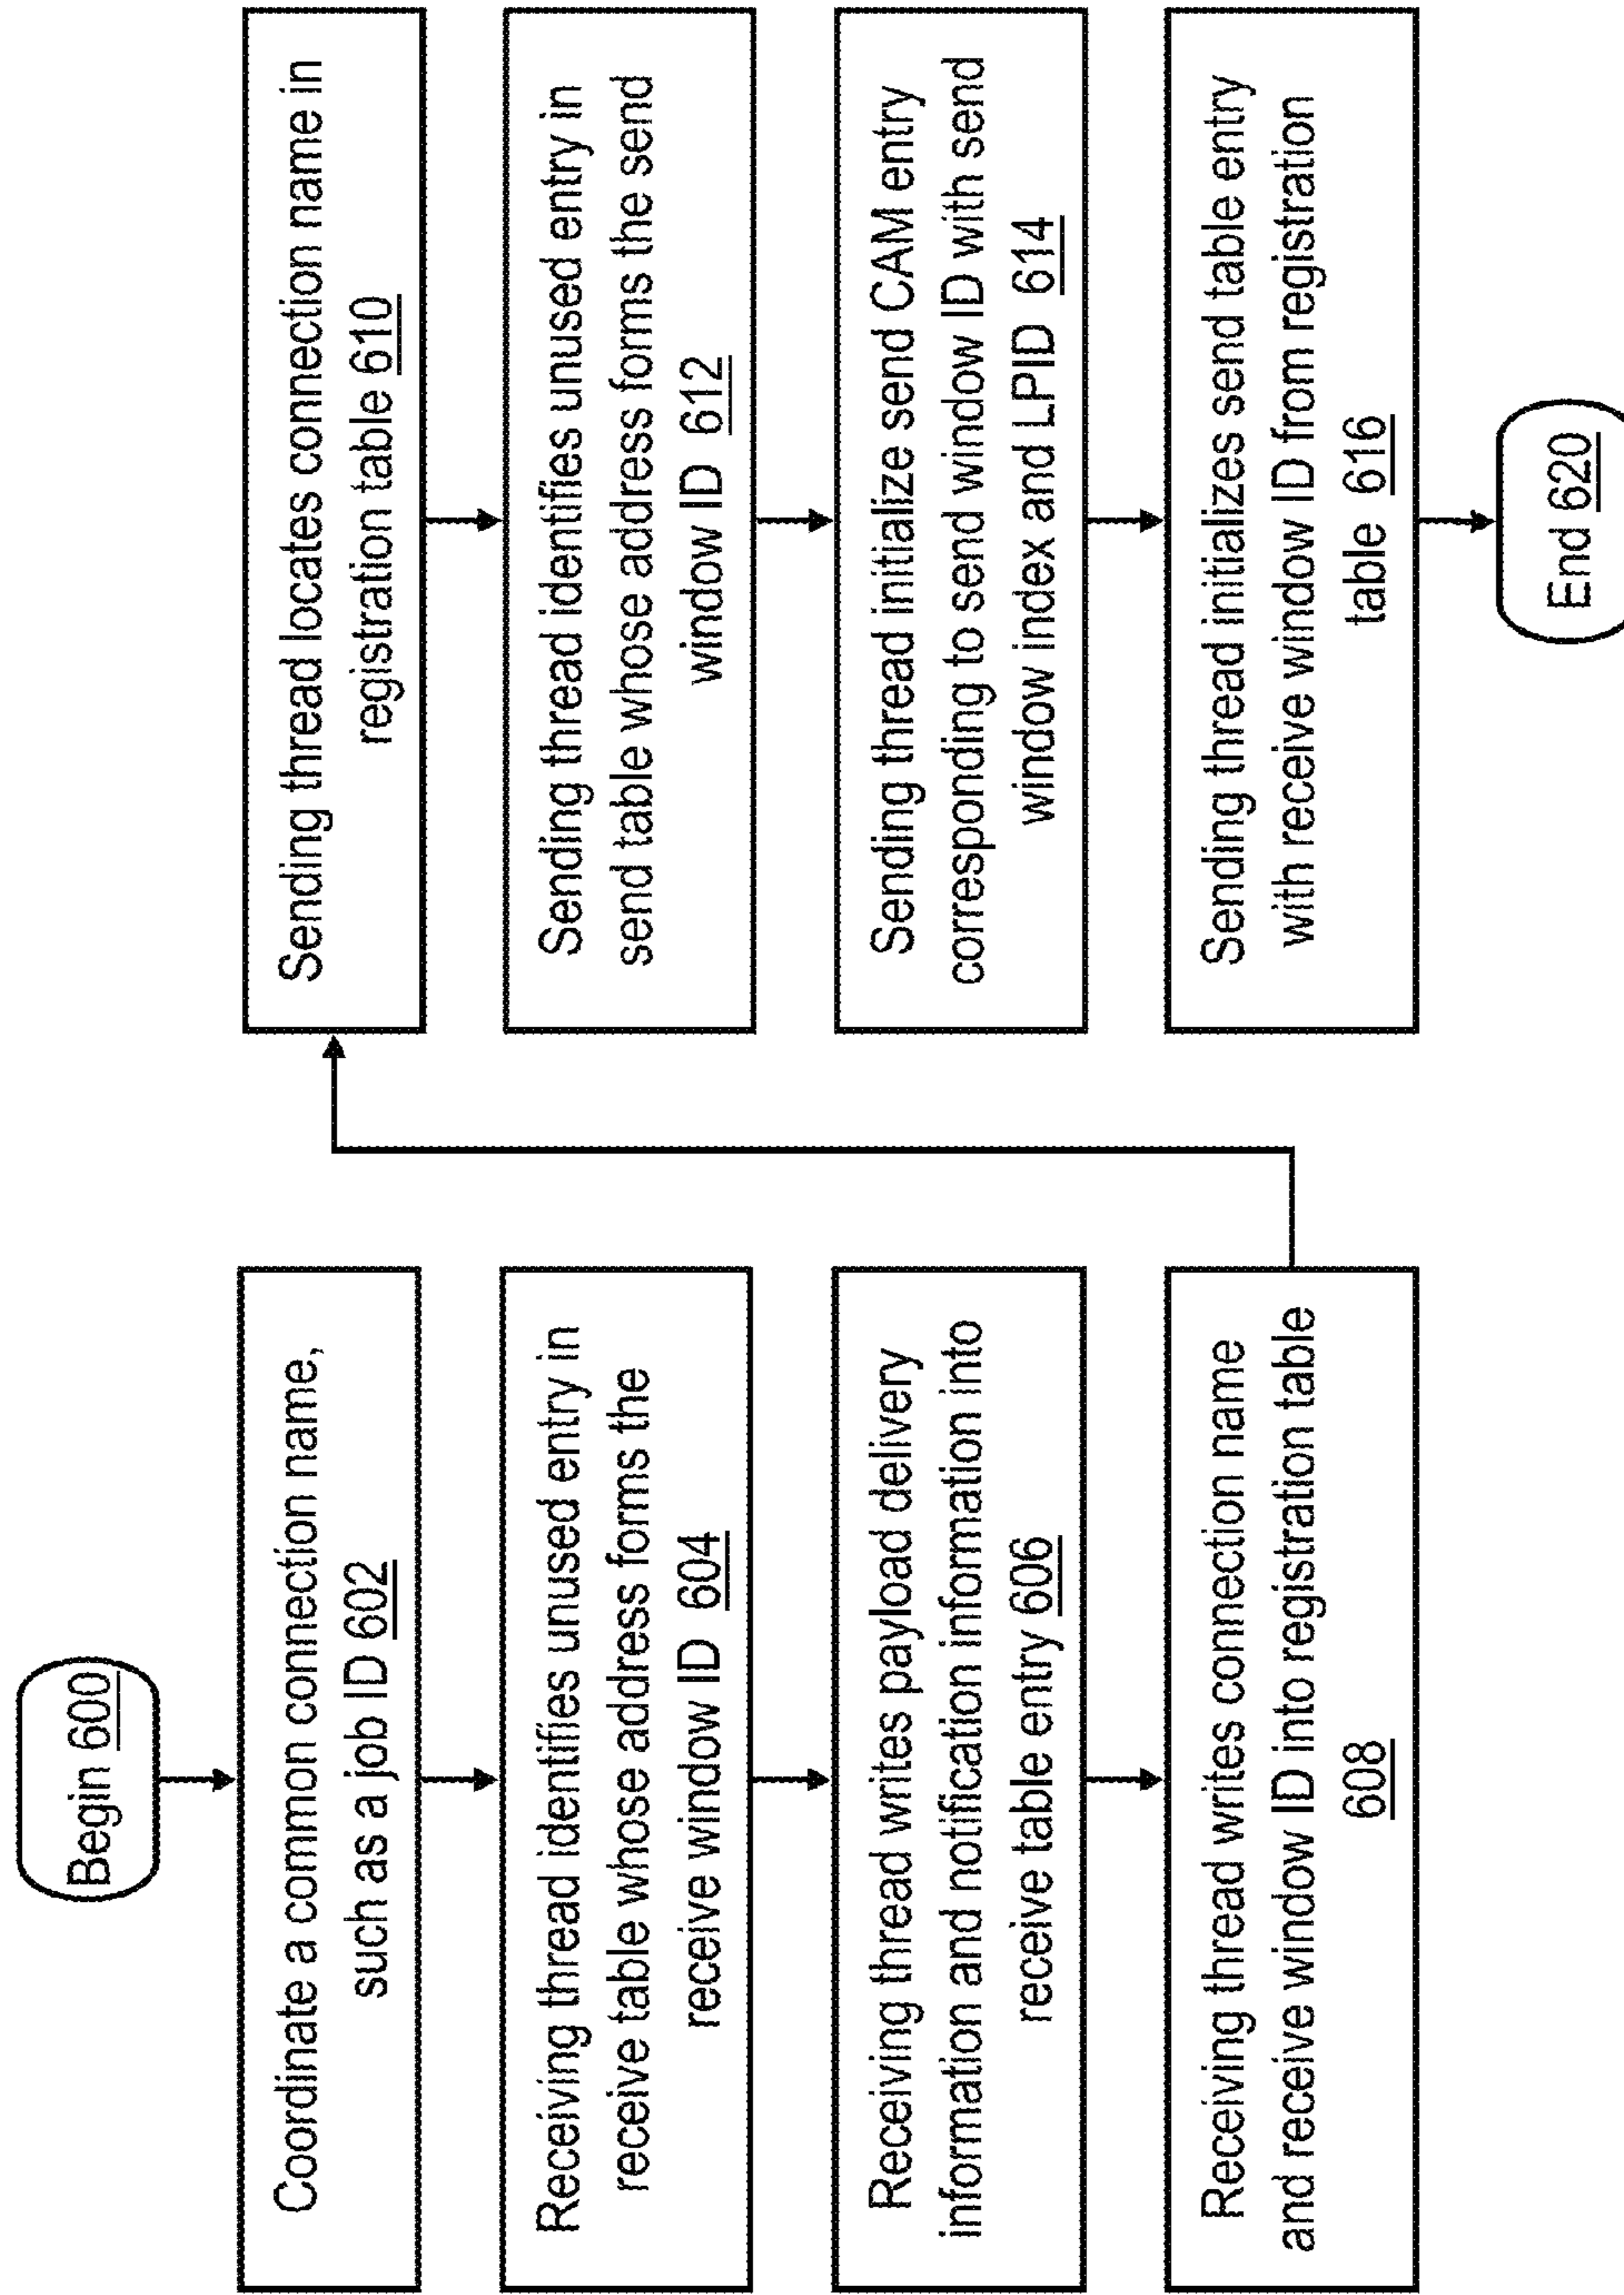 Begin 600
Coordinate a common connection name,
such as a job ID 602
Receiving thread identifies unused entry in
receive table whose address forms the
receive window ID 604
Receiving thread writes payload delivery
information and notification information into
receive table entry 606
Receiving thread writes connection name
and receive window ID into registration table
608
Sending thread locates connection name in
registration table 610
Sending thread identifies unused entry in
send table whose address forms the send
window ID 612
Sending thread initialize send CAM entry
corresponding to send window ID with send
window index and LPID 614
Sending thread initializes send table entry
with receive window ID from registration
table 616
End 620